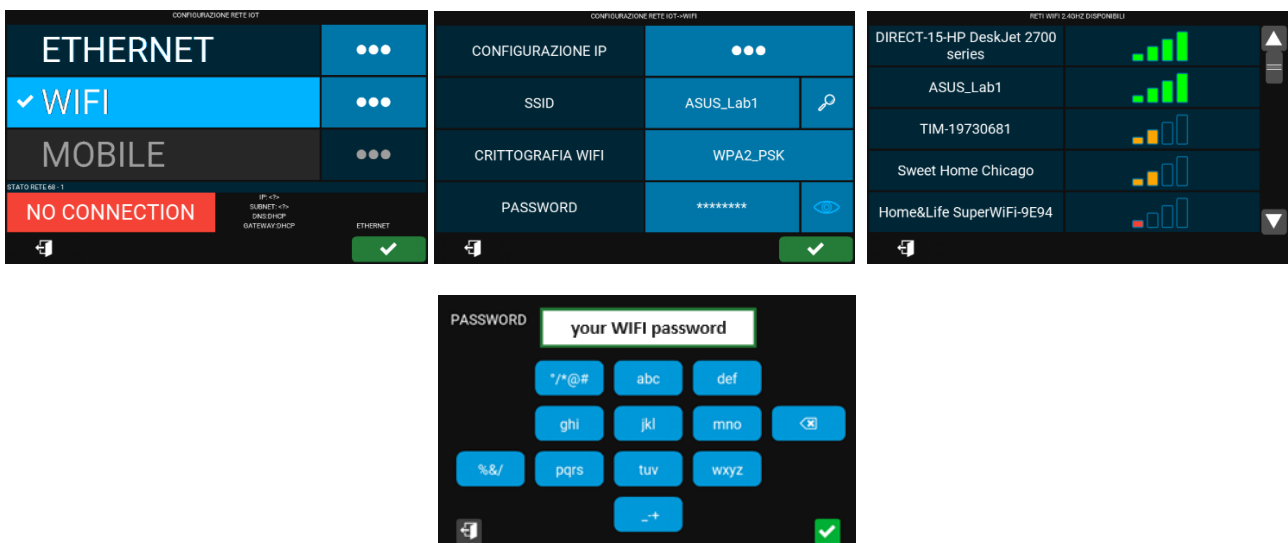 CONFIGURAZIONE RETE IOT
ETHERNET
WIFI
MOBILE
STATO RETE 68 - 1
NO CONNECTION
IP: <?>
SUBNET: <?>
DNS:DHCP
GATEWAY:DHCP
ETHERNET
CONFIGURAZIONE RETE IOT->WIFI
CONFIGURAZIONE IP
SSID
ASUS_Lab1
CRITTOGRAFIA WIFI
WPA2_PSK
PASSWORD
********
RETI WIFI 2.4GHZ DISPONIBILI
DIRECT-15-HP DeskJet 2700
series
ASUS_Lab1
TIM-19730681
Sweet Home Chicago
Home&Life SuperWiFi-9E94
PASSWORD
your WIFI password
"/*@#
abc
def
ghi
jkl
mno
%&/
pqrs
tuv
wxyz
_-+